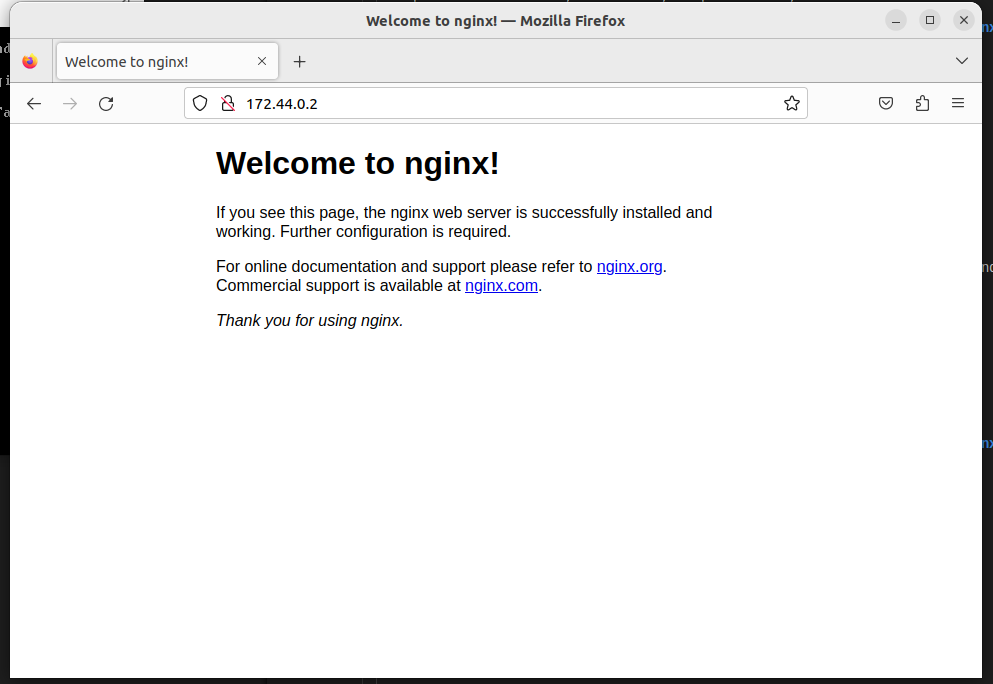 Welcome to nginx! — Mozilla Firefox
Welcome to nginx!
172.44.0.2
Welcome to nginx!
If you see this page, the nginx web server is successfully installed and
working. Further configuration is required.
For online documentation and support please refer to nginx.org.
Commercial support is available at nginx.com.
Thank you for using nginx.